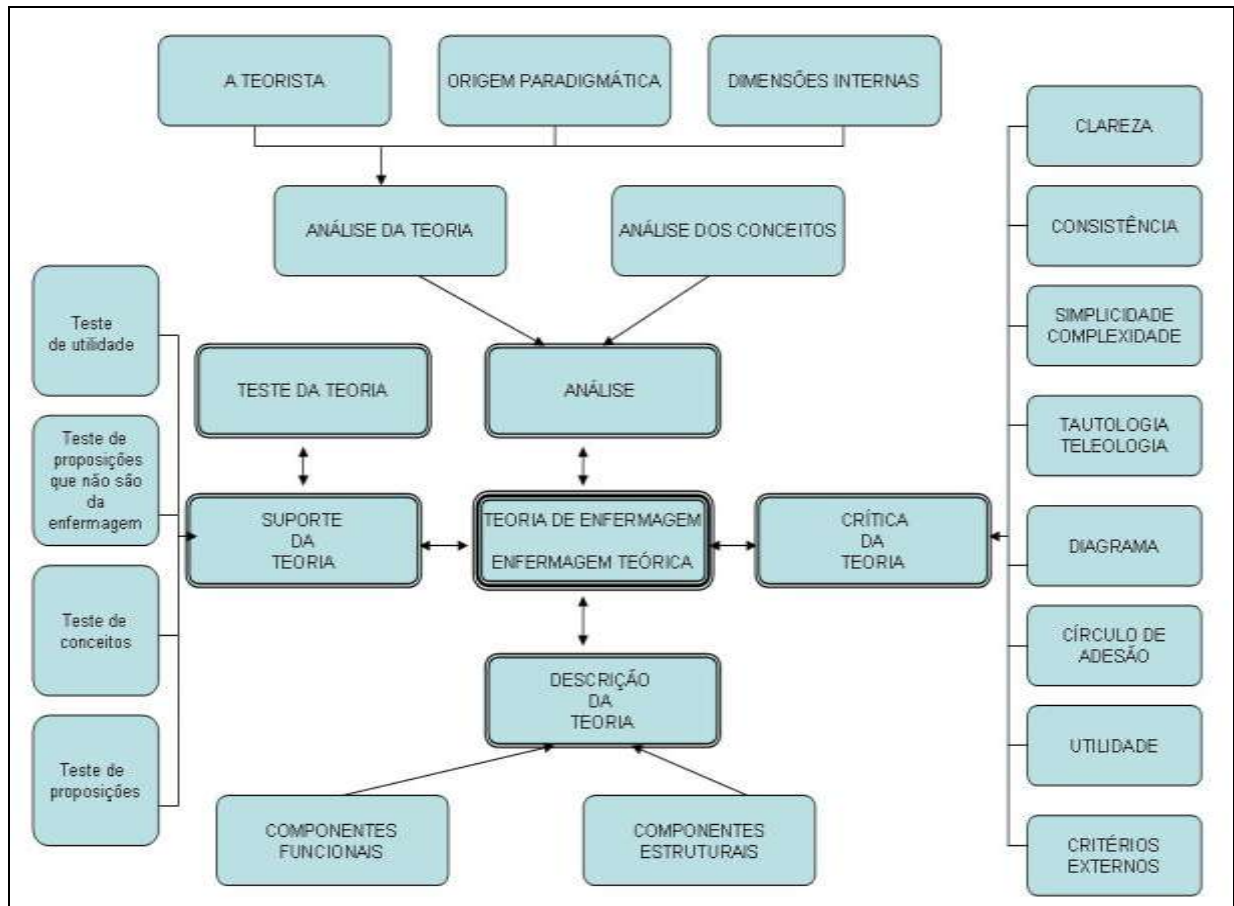 A TEORISTA
ORIGEM PARADIGMÁTICA
DIMENSÕES INTERNAS
ANÁLISE DA TEORIA
ANÁLISE DOS CONCEITOS
TESTE DA TEORIA
ANÁLISE
Teste
de utilidade
Teste de
proposições
que não são
da
enfermagem
Teste de
conceitos
Teste de
proposições
SUPORTE
DA
TEORIA
TEORIA DE ENFERMAGEM
ENFERMAGEM TEÓRICA
CRÍTICA
DA
TEORIA
DESCRIÇÃO
DA
TEORIA
COMPONENTES
FUNCIONAIS
COMPONENTES
ESTRUTURAIS
CLAREZA
CONSISTÊNCIA
SIMPLICIDADE
COMPLEXIDADE
TAUTOLOGIA
TELEOLOGIA
DIAGRAMA
CÍRCULO DE
ADESÃO
UTILIDADE
CRITÉRIOS
EXTERNOS